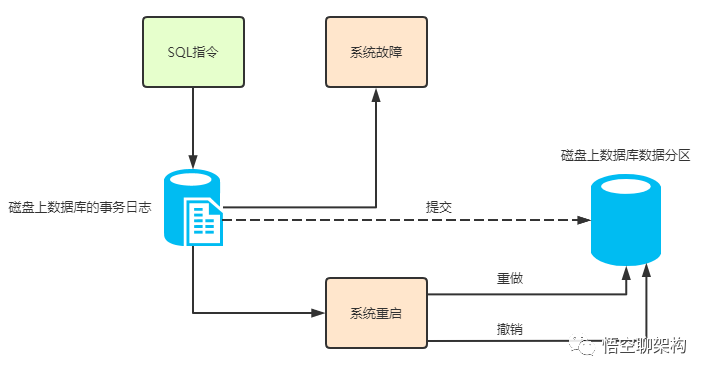 SQL指令
系统故障
磁盘上数据库数据分区
磁盘上数据库的事务日志
提交
重做
系统重启
撤销
悟空聊架构